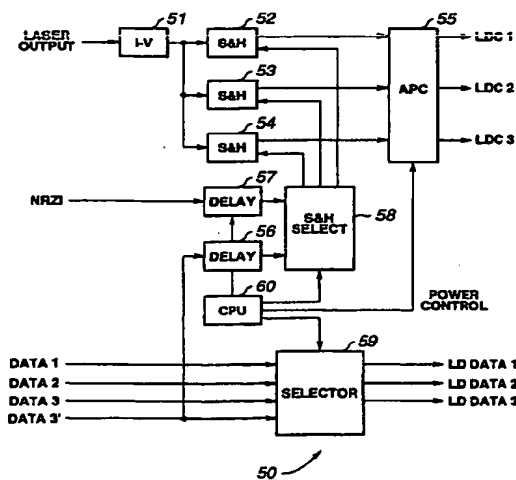 51
52
55
LASER OUTPUT
I-V
S&H
LDC 1
53
S&H
APC
LDC 2
54
S&H
LDC 3
57
NRZI
DELAY
S&H SELECT
58
56
DELAY
60
CPU
POWER CONTROL
59
DATA 1
LD DATA 1
DATA 2
LD DATA 2
SELECTOR
DATA 3
LD DATA 3
DATA 3'
50